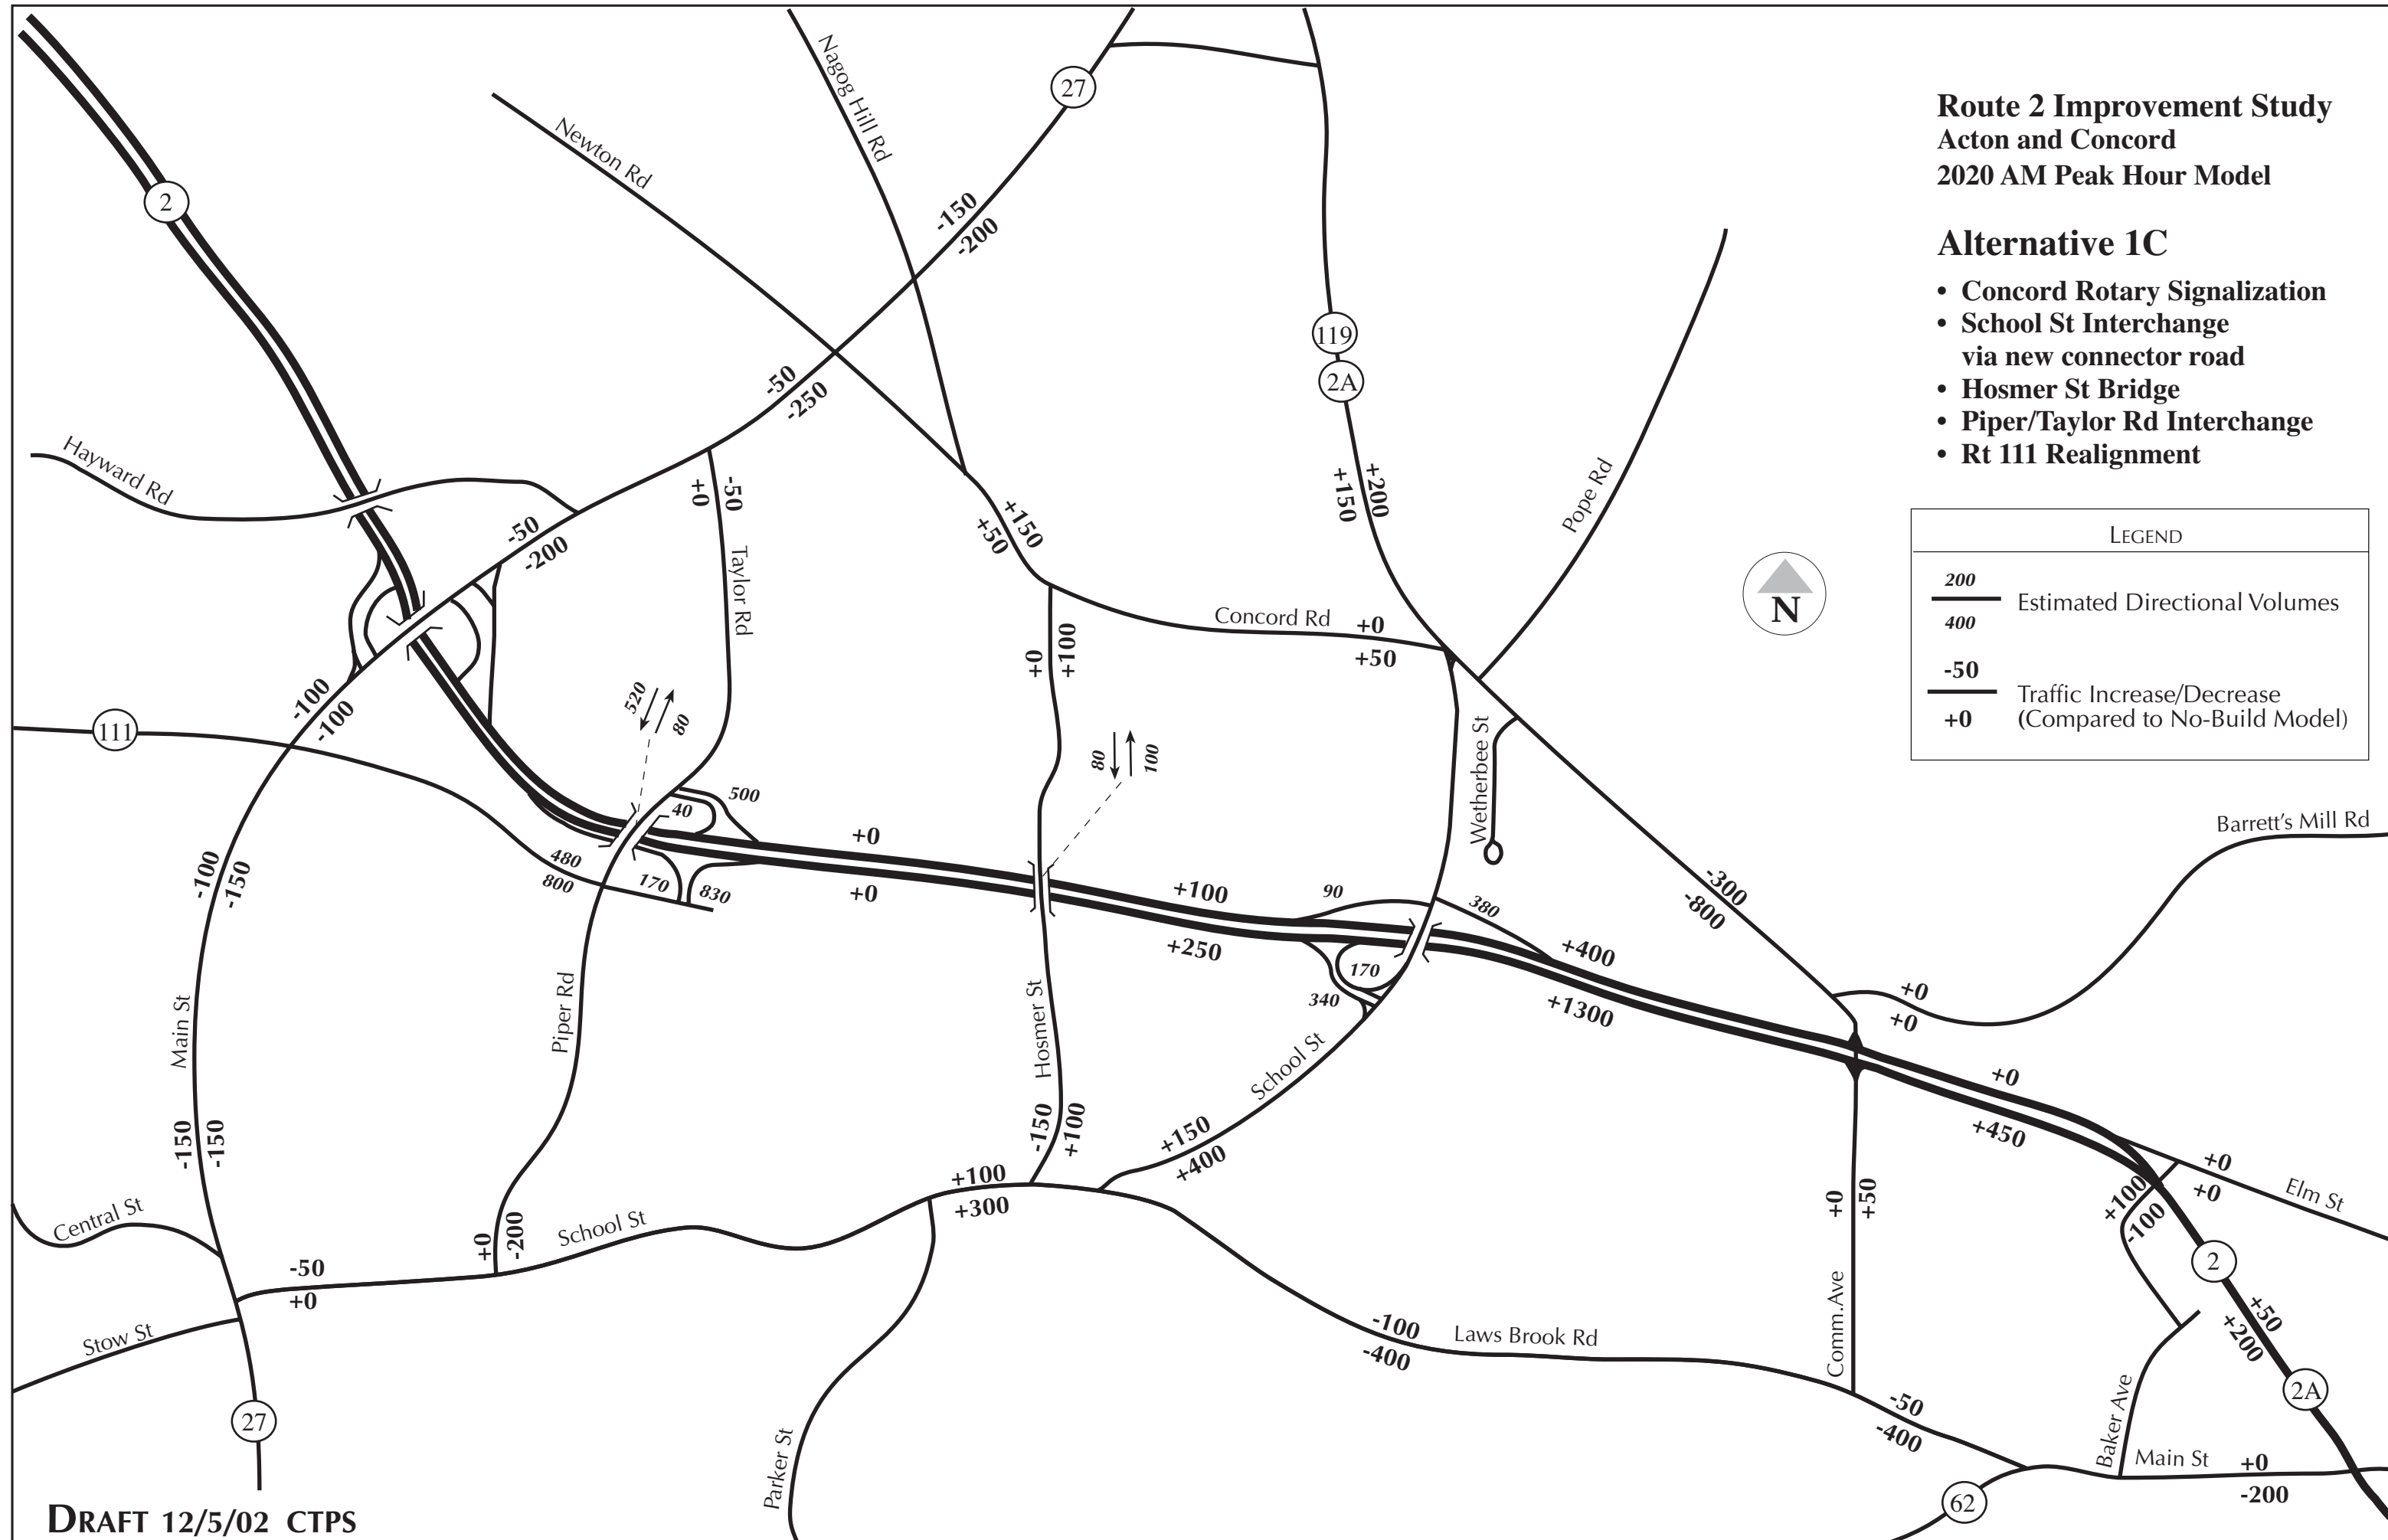 Route 2 Improvement Study
Acton and Concord
2020 AM Peak Hour Model
Alternative 1C
• Concord Rotary Signalization
• School St Interchange
via new connector road
• Hosmer St Bridge
• Piper/Taylor Rd Interchange
• Rt 111 Realignment
LEGEND
200
400
Estimated Directional Volumes
-50
+0
Traffic Increase/Decrease
(Compared to No-Build Model)
N
2
Nagog Hill Rd
27
Newton Rd
-150
-200
119
2A
-50
-250
Hayward Rd
+0
-50
Taylor Rd
-50
-200
+150
+50
+150
+200
Pope Rd
Concord Rd
+0
+50
+0
+100
-100
-100
111
520
80
80
100
Wetherbee St
Barrett's Mill Rd
500
40
+0
+0
480
800
170
830
-100
-150
+100
+250
90
380
170
340
+400
+1300
-300
-800
+0
+0
Main St
Piper Rd
Hosmer St
School St
+0
+450
-150
-150
-150
+100
+150
+400
+0
+0
Elm St
+100
-100
+0
+50
Central St
+0
-200
School St
+100
+300
-50
+0
2
Stow St
-100
-400
Laws Brook Rd
Comm.Ave
+50
+200
2A
27
Parker St
-50
-400
Baker Ave
Main St
+0
-200
62
DRAFT 12/5/02 CTPS